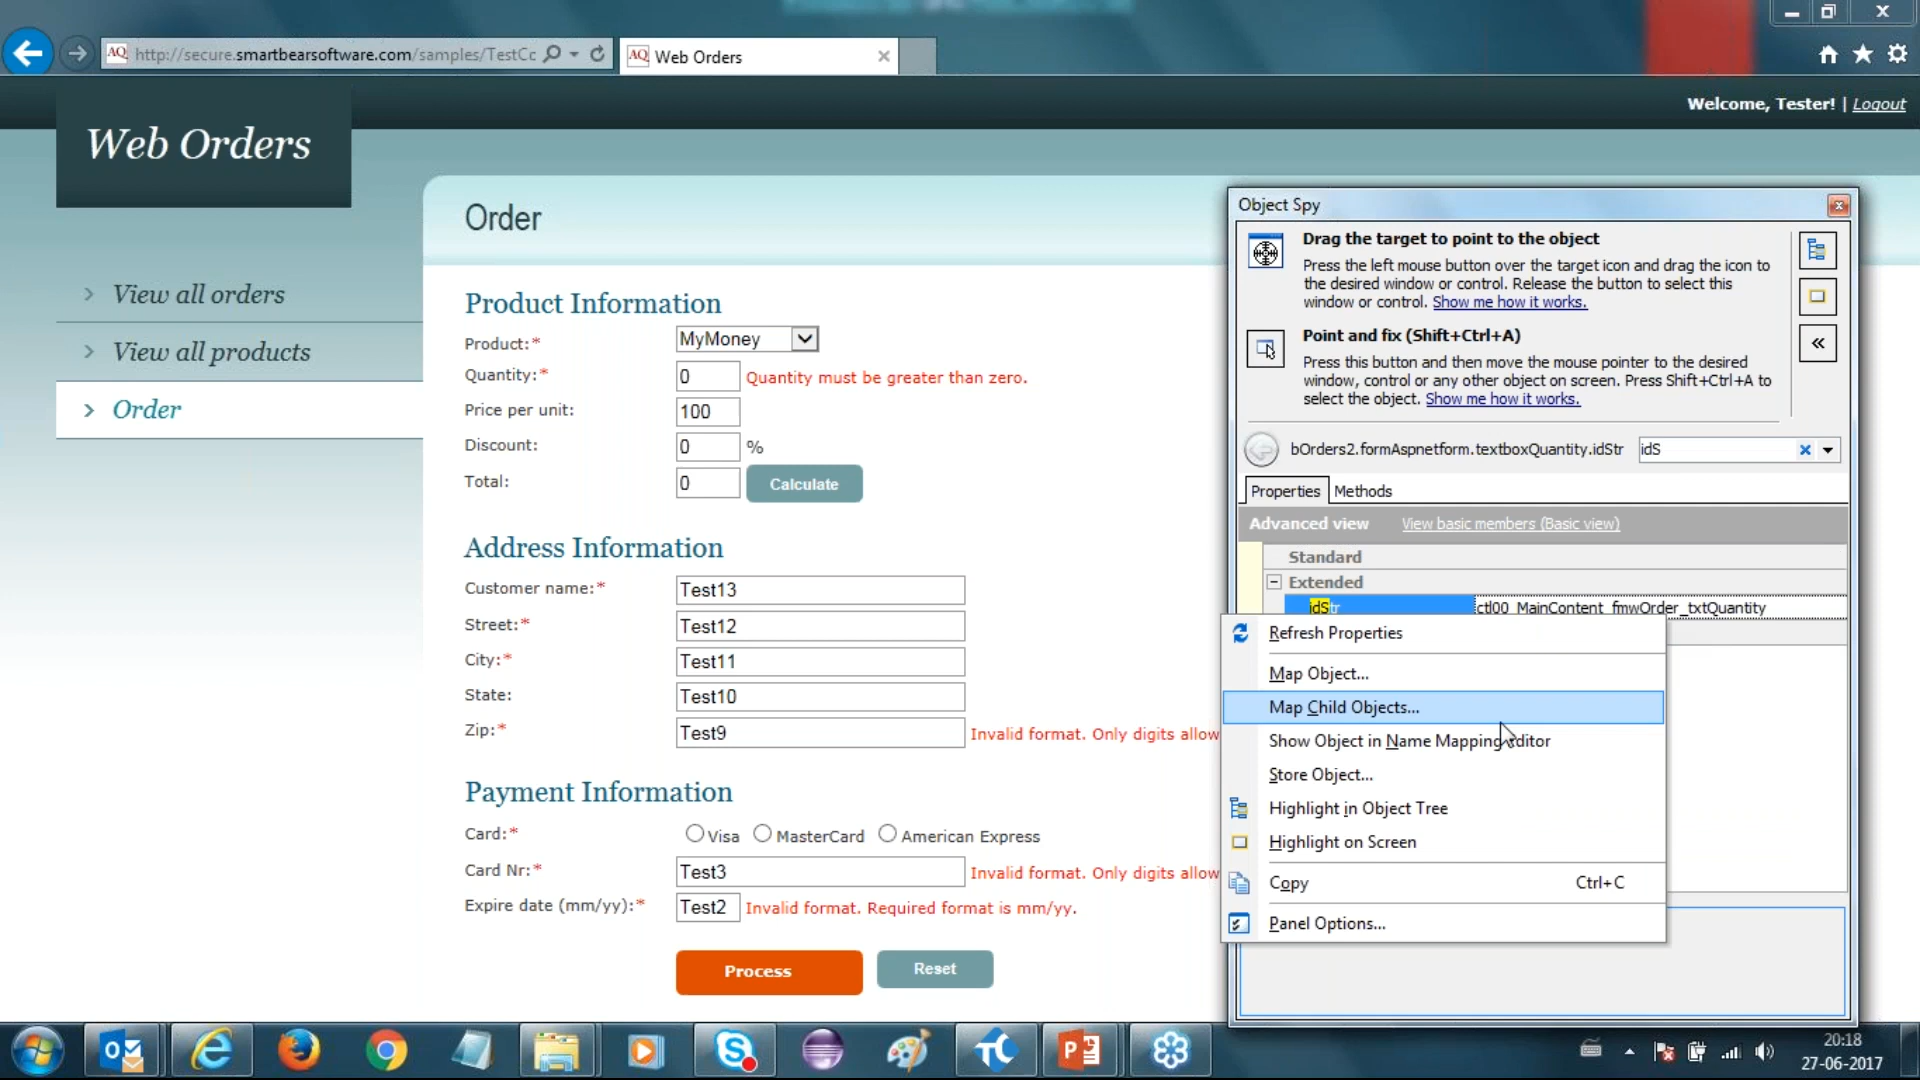 http://secure.smartbearsoftware.com/samples/TestCc
AQ Web Orders
Welcome, Tester! | Logout
Web Orders
View all orders
View all products
Order
Order
Product Information
Product:* MyMoney
Quantity:* 0 Quantity must be greater than zero.
Price per unit: 100
Discount: 0 %
Total: 0 Calculate
Address Information
Customer name:* Test13
Street:* Test12
City:* Test11
State: Test10
Zip:* Test9 Invalid format. Only digits allow
Payment Information
Card:* Visa MasterCard American Express
Card Nr:* Test3 Invalid format. Only digits allow
Expire date (mm/yy):* Test2 Invalid format. Required format is mm/yy.
Process Reset
Object Spy
Drag the target to point to the object
Press the left mouse button over the target icon and drag the icon to
the desired window or control. Release the button to select this
window or control. Show me how it works.
Point and fix (Shift+Ctrl+A)
Press this button and then move the mouse pointer to the desired
window, control or any other object on screen. Press Shift+Ctrl+A to
select the object. Show me how it works.
bOrders2.formAspnetform.textboxQuantity.idStr idS
Properties Methods
Advanced view View basic members (Basic view)
Standard
Extended
idStr ctl00_MainContent_fmwOrder_txtQuantity
Refresh Properties
Map Object...
Map Child Objects...
Show Object in Name Mapping Editor
Store Object...
Highlight in Object Tree
Highlight on Screen
Copy Ctrl+C
Panel Options...
20:18
27-06-2017